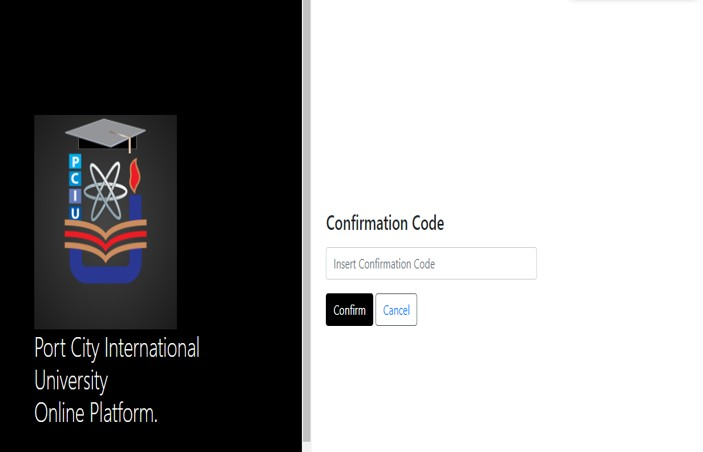 P
C
I
U
Port City International
University
Online Platform.
Confirmation Code
Insert Confirmation Code
Confirm
Cancel